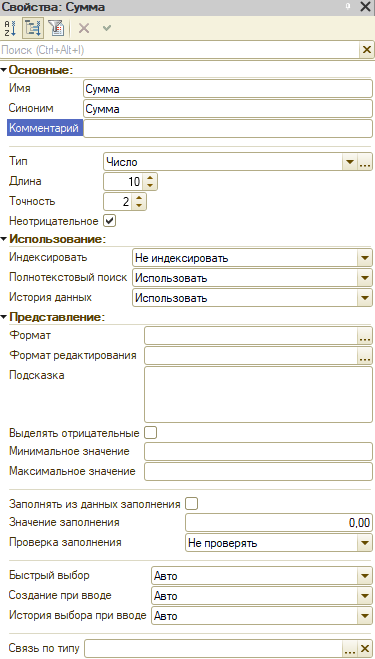 Свойства: Сумма
Поиск (Ctrl+Alt+I)
Основные:
Имя Сумма
Синоним Сумма
Комментарий
Тип Число
Длина 10
Точность 2
Неотрицательное
Использование:
Индексировать Не индексировать
Полнотекстовый поиск Использовать
История данных Использовать
Представление:
Формат
Формат редактирования
Подсказка
Выделять отрицательные
Минимальное значение
Максимальное значение
Заполнять из данных заполнения
Значение заполнения 0,00
Проверка заполнения Не проверять
Быстрый выбор Авто
Создание при вводе Авто
История выбора при вводе Авто
Связь по типу